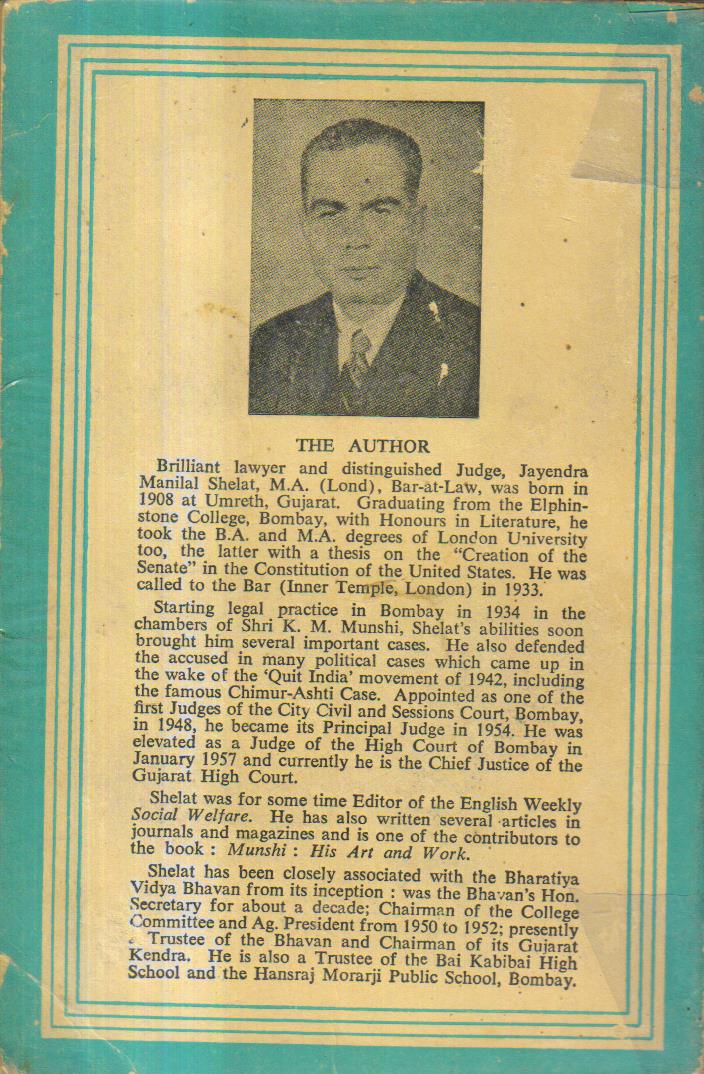 THE AUTHOR
Brilliant lawyer and distinguished Judge, Jayendra
Manilal Shelat, M.A. (Lond), Bar-at-Law, was born in
1908 at Umreth, Gujarat. Graduating from the Elphin-
stone College, Bombay, with Honours in Literature, he
took the B.A. and M.A. degrees of London University
too, the latter with a thesis on the “Creation of the
Senate” in the Constitution of the United States. He was
called to the Bar (Inner Temple, London) in 1933.
Starting legal practice in Bombay in 1934 in the
chambers of Shri K. M. Munshi, Shelat’s abilities soon
brought him several important cases. He also defended
the accused in many political cases which came up in
the wake of the ‘Quit India’ movement of 1942, including
the famous Chimur-Ashti Case. Appointed as one of the
first Judges of the City Civil and Sessions Court, Bombay,
in 1948, he became its Principal Judge in 1954. He was
elevated as a Judge of the High Court of Bombay in
January 1957 and currently he is the Chief Justice of the
Gujarat High Court.
Shelat was for some time Editor of the English Weekly
Social Welfare. He has also written several articles in
journals and magazines and is one of the contributors to
the book : Munshi : His Art and Work.
Shelat has been closely associated with the Bharatiya
Vidya Bhavan from its inception : was the Bhavan’s Hon.
Secretary for about a decade; Chairman of the College
Committee and Ag. President from 1950 to 1952; presently
Trustee of the Bhavan and Chairman of its Gujarat
Kendra. He is also a Trustee of the Bai Kabibai High
School and the Hansraj Morarji Public School, Bombay.